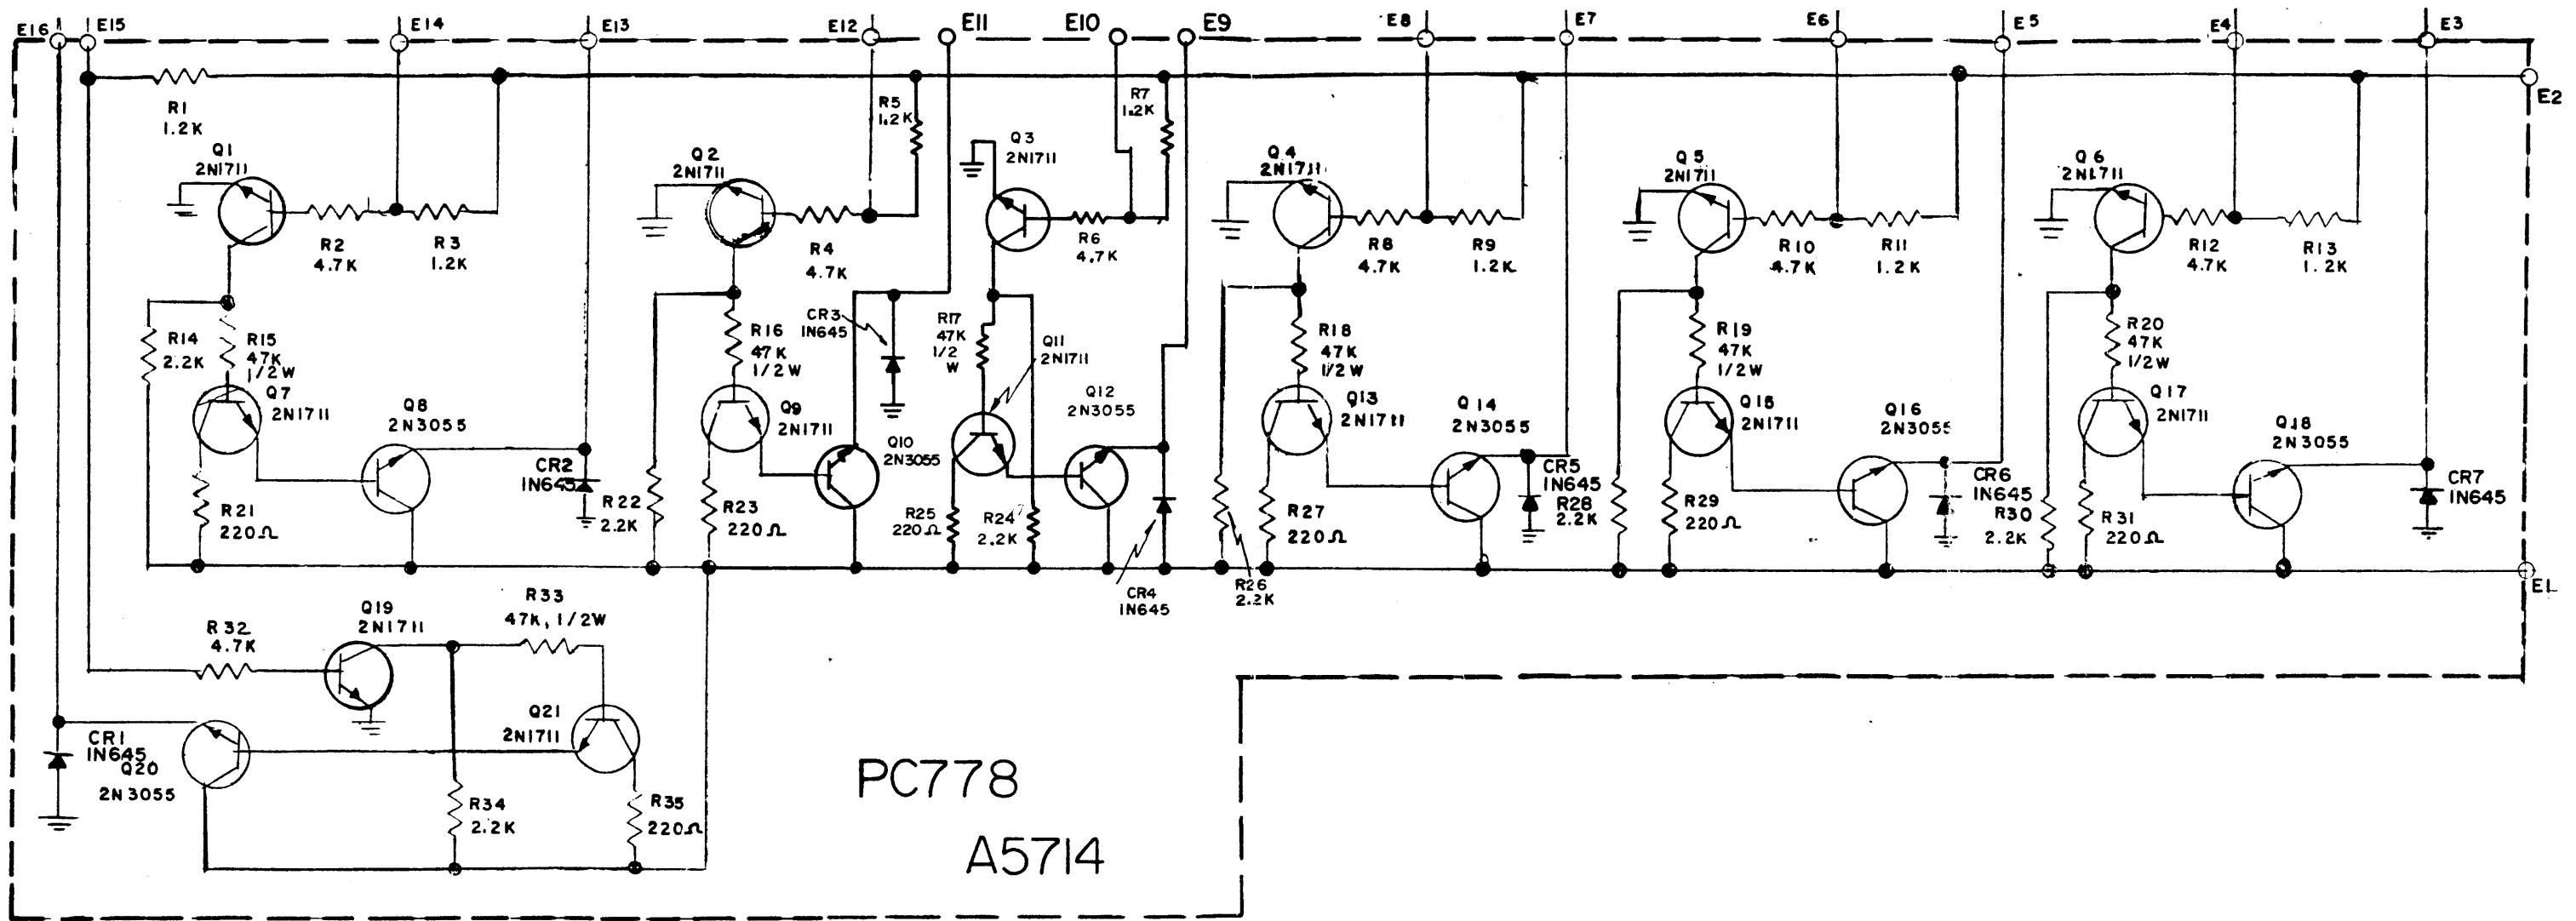 E16
E15
E14
E13
E12
E11
E10
E9
E8
E7
E6
E5
E4
E3
E2
R1
1.2K
Q1
2N1711
R2
4.7K
R3
1.2K
Q2
2N1711
R4
4.7K
R5
1.2K
Q3
2N1711
R6
4.7K
R7
1.2K
Q4
2N1711
R8
4.7K
R9
1.2K
Q5
2N1711
R10
4.7K
R11
1.2K
Q6
2N1711
R12
4.7K
R13
1.2K
R14
2.2K
R15
47K
1/2W
Q7
2N1711
Q8
2N3055
CR2
IN645
R21
220Ω
R16
47K
1/2W
Q9
2N1711
CR3
IN645
Q10
2N3055
R22
2.2K
R23
220Ω
R17
47K
1/2
W
Q11
2N1711
Q12
2N3055
R25
220Ω
R24
2.2K
CR4
IN645
R18
47K
1/2W
Q13
2N1711
Q14
2N3055
CR5
IN645
R26
2.2K
R27
220Ω
R28
2.2K
R19
47K
1/2W
Q15
2N1711
Q16
2N3055
CR6
IN645
R29
220Ω
R30
2.2K
R20
47K
1/2W
Q17
2N1711
Q18
2N3055
CR7
IN645
R31
220Ω
E1
R32
4.7K
Q19
2N1711
R33
47K, 1/2W
CR1
IN645
Q20
2N3055
Q21
2N1711
R34
2.2K
R35
220Ω
PC778
A5714